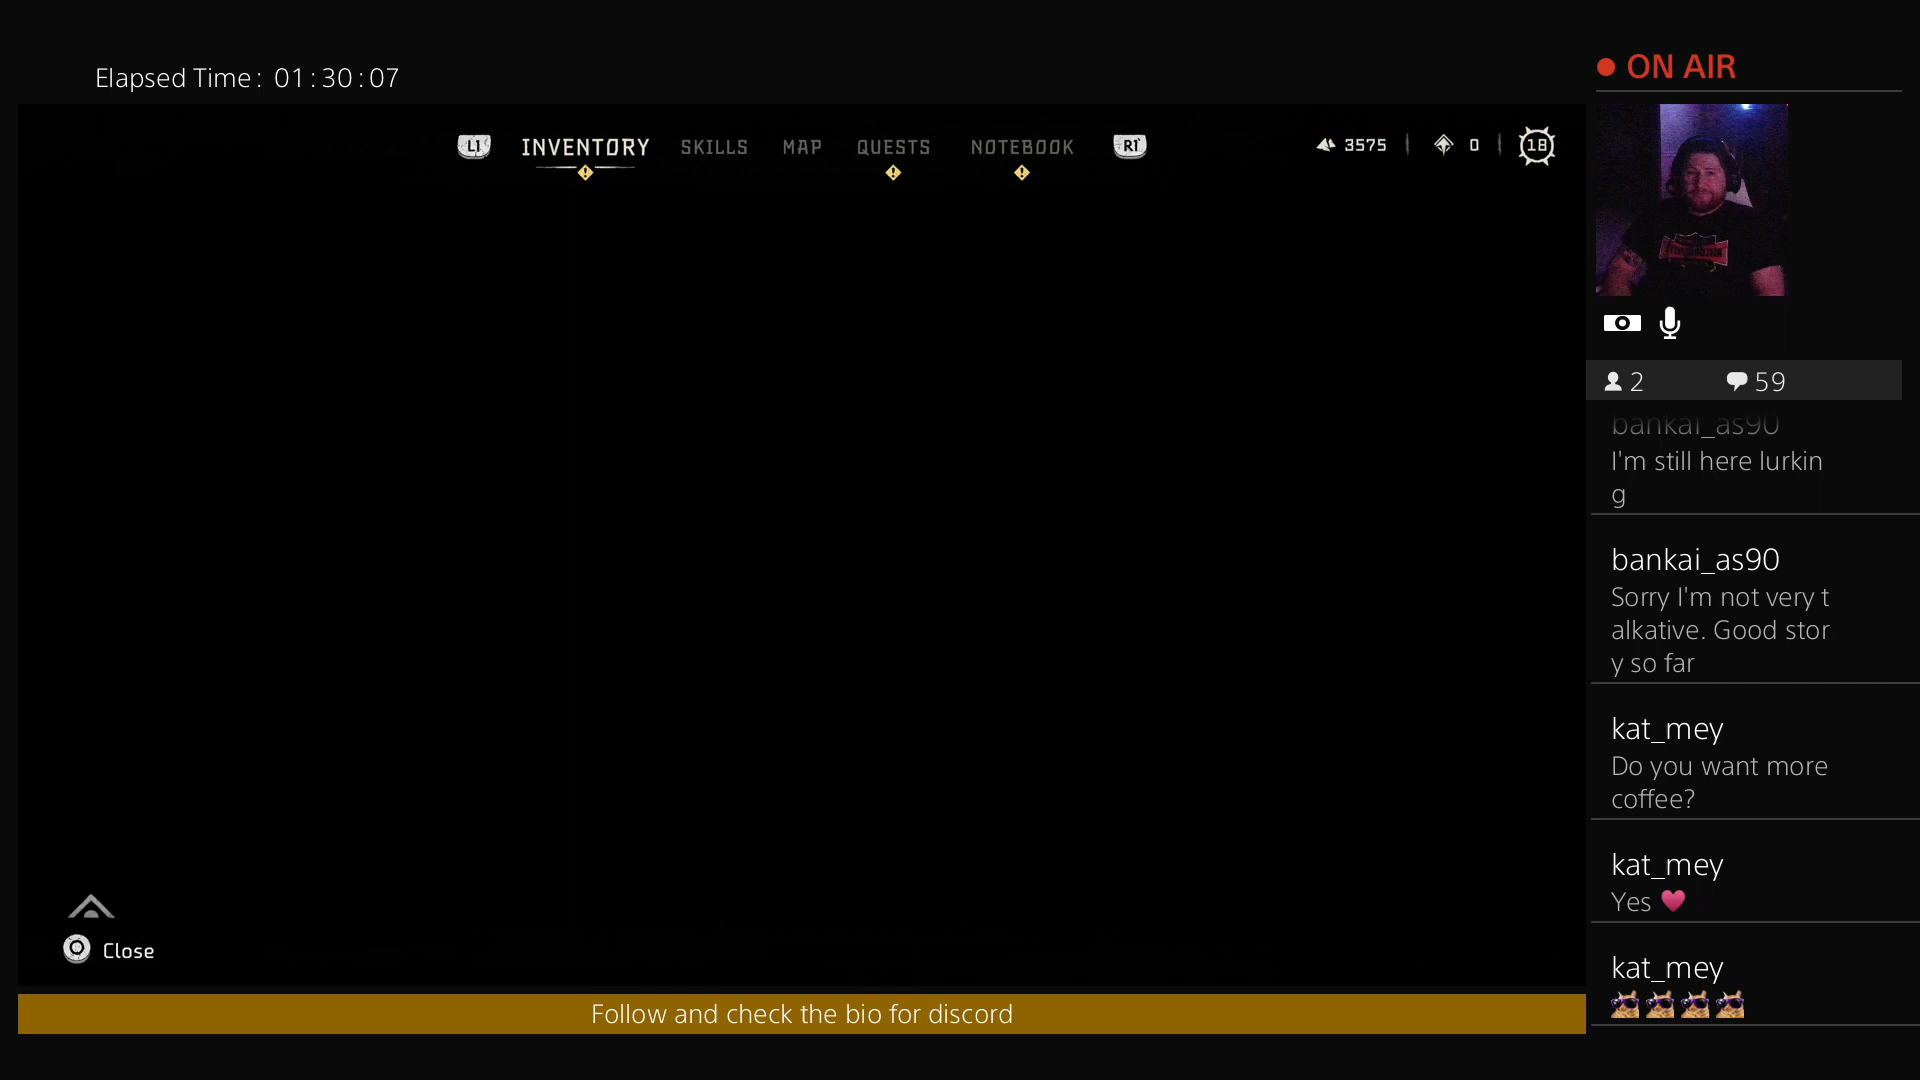 Elapsed Time: 01:30:07
ON AIR
L1 INVENTORY SKILLS MAP QUESTS NOTEBOOK R1
3575 0 18
2 59
bankai_as90
I'm still here lurkin
g
bankai_as90
Sorry I'm not very t
alkative. Good stor
y so far
kat_mey
Do you want more
coffee?
kat_mey
Yes ♥
kat_mey
Close
Follow and check the bio for discord